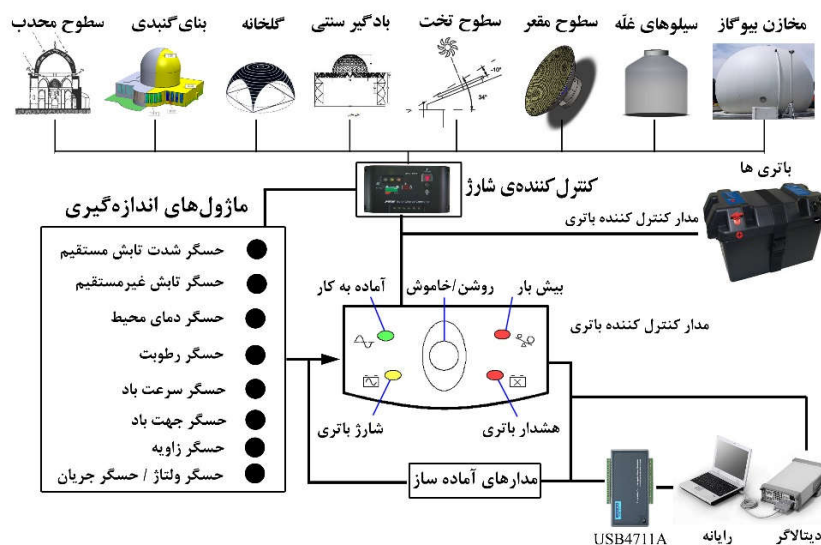 سطوح محدب
بنای گنبدی
گلخانه
بادگیر سنتی
سطوح تخت
سطوح مقعر
سیلوهای غلّه
مخازن بیوگاز
-10°
34°
کنترل‌کننده‌ی شارژ
باتری ها
مدار کنترل کننده باتری
ماژول‌های اندازه‌گیری
حسگر شدت تابش مستقیم
حسگر تابش غیرمستقیم
حسگر دمای محیط
حسگر رطوبت
حسگر سرعت باد
حسگر جهت باد
حسگر زاویه
حسگر ولتاژ / حسگر جریان
آماده به کار
روشن/خاموش
بیش بار
مدار کنترل کننده باتری
شارژ باتری
هشدار باتری
مدارهای آماده ساز
USB4711A
رایانه
دیتالاگر